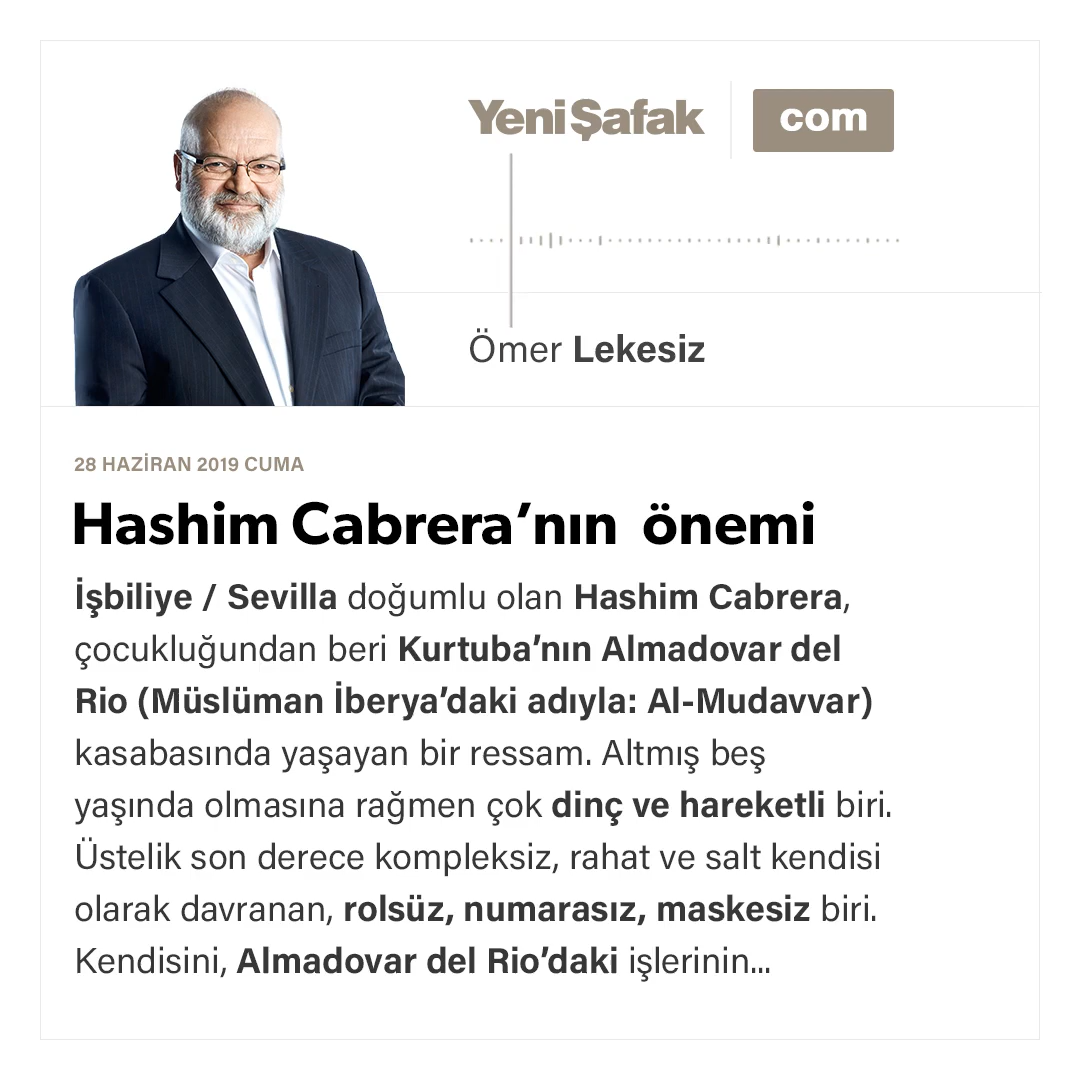 Yeni Şafak com
Ömer Lekesiz
28 HAZİRAN 2019 CUMA
Hashim Cabrera’nın önemi
İşbiliye / Sevilla doğumlu olan Hashim Cabrera,
çocukluğundan beri Kurtuba’nın Almadovar del
Rio (Müslüman İberya’daki adıyla: Al-Mudavvar)
kasabasında yaşayan bir ressam. Altmış beş
yaşında olmasına rağmen çok dinç ve hareketli biri.
Üstelik son derece kompleksiz, rahat ve salt kendisi
olarak davranan, rolsüz, numarasız, maskesiz biri.
Kendisini, Almadovar del Rio’daki işlerinin...